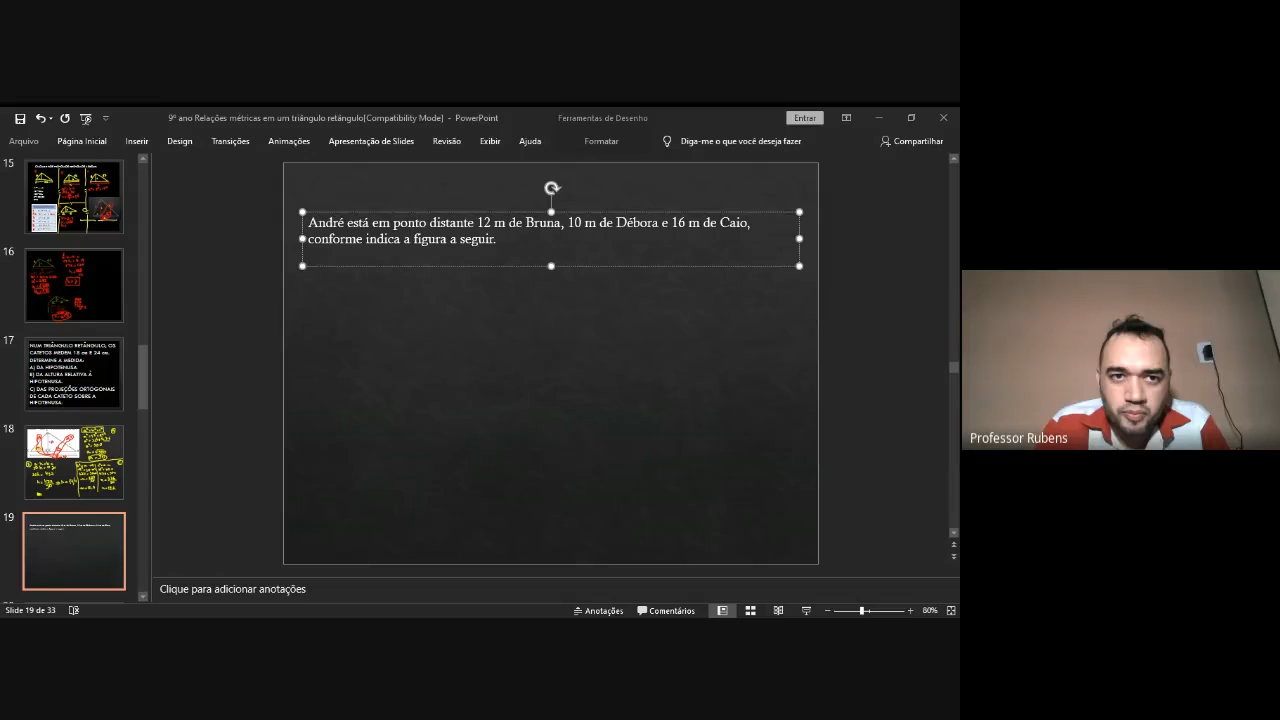 9º ano Relações métricas em um triângulo retângulo[Compatibility Mode] - PowerPoint
Ferramentas de Desenho
Entrar
Arquivo
Página Inicial
Inserir
Design
Transições
Animações
Apresentação de Slides
Revisão
Exibir
Ajuda
Formatar
Diga-me o que você deseja fazer
Compartilhar
15
16
17
NUM TRIÂNGULO RETÂNGULO, OS
CATETOS MEDEM 18 cm E 24 cm.
DETERMINE A MEDIDA:
A) DA HIPOTENUSA
B) DA ALTURA RELATIVA À
HIPOTENUSA.
C) DAS PROJEÇÕES ORTOGONAIS
DE CADA CATETO SOBRE A
HIPOTENUSA.
18
19
André está em ponto distante 12 m de Bruna, 10 m de Débora e 16 m de Caio,
conforme indica a figura a seguir.
Clique para adicionar anotações
Slide 19 de 33
Anotações
Comentários
80%
Professor Rubens